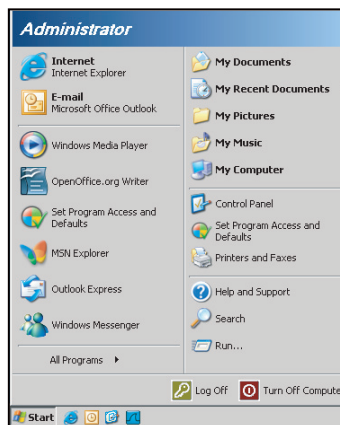 Administrator
Internet
Internet Explorer
E-mail
Microsoft Office Outlook
Windows Media Player
OpenOffice.org Writer
Set Program Access and
Defaults
MSN Explorer
Outlook Express
Windows Messenger
All Programs
My Documents
My Recent Documents
My Pictures
My Music
My Computer
Control Panel
Set Program Access and
Defaults
Printers and Faxes
Help and Support
Search
Run...
Log Off
Turn Off Compute
Start